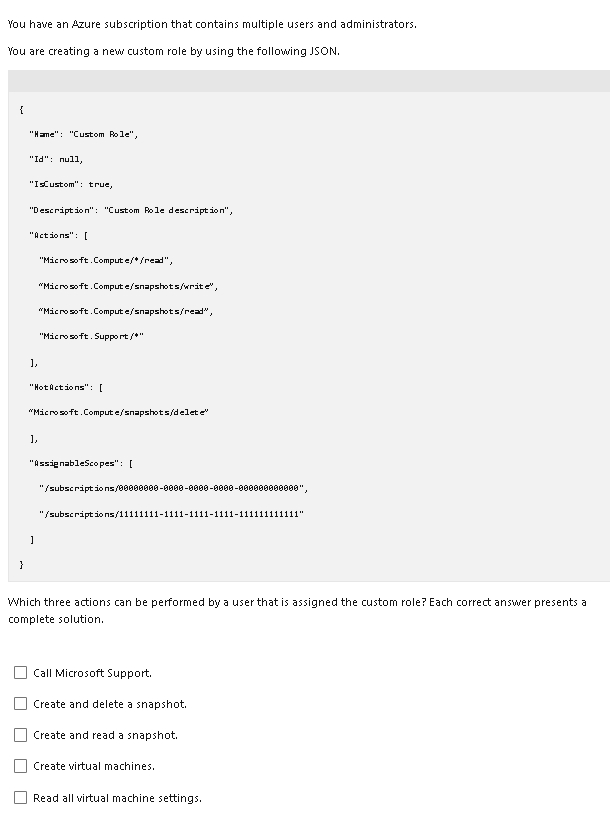 You have an Azure subscription that contains multiple users and administrators.
You are creating a new custom role by using the following JSON.
{
"Name": "Custom Role",
"Id": null,
"IsCustom": true,
"Description": "Custom Role description",
"Actions": [
"Microsoft.Compute/*/read",
“Microsoft.Compute/snapshots/write”,
“Microsoft.Compute/snapshots/read”,
"Microsoft.Support/*"
],
"NotActions": [
“Microsoft.Compute/snapshots/delete”
],
"AssignableScopes": [
"/subscriptions/00000000-0000-0000-0000-000000000000",
"/subscriptions/11111111-1111-1111-1111-111111111111"
]
}
Which three actions can be performed by a user that is assigned the custom role? Each correct answer presents a
complete solution.
Call Microsoft Support.
Create and delete a snapshot.
Create and read a snapshot.
Create virtual machines.
Read all virtual machine settings.